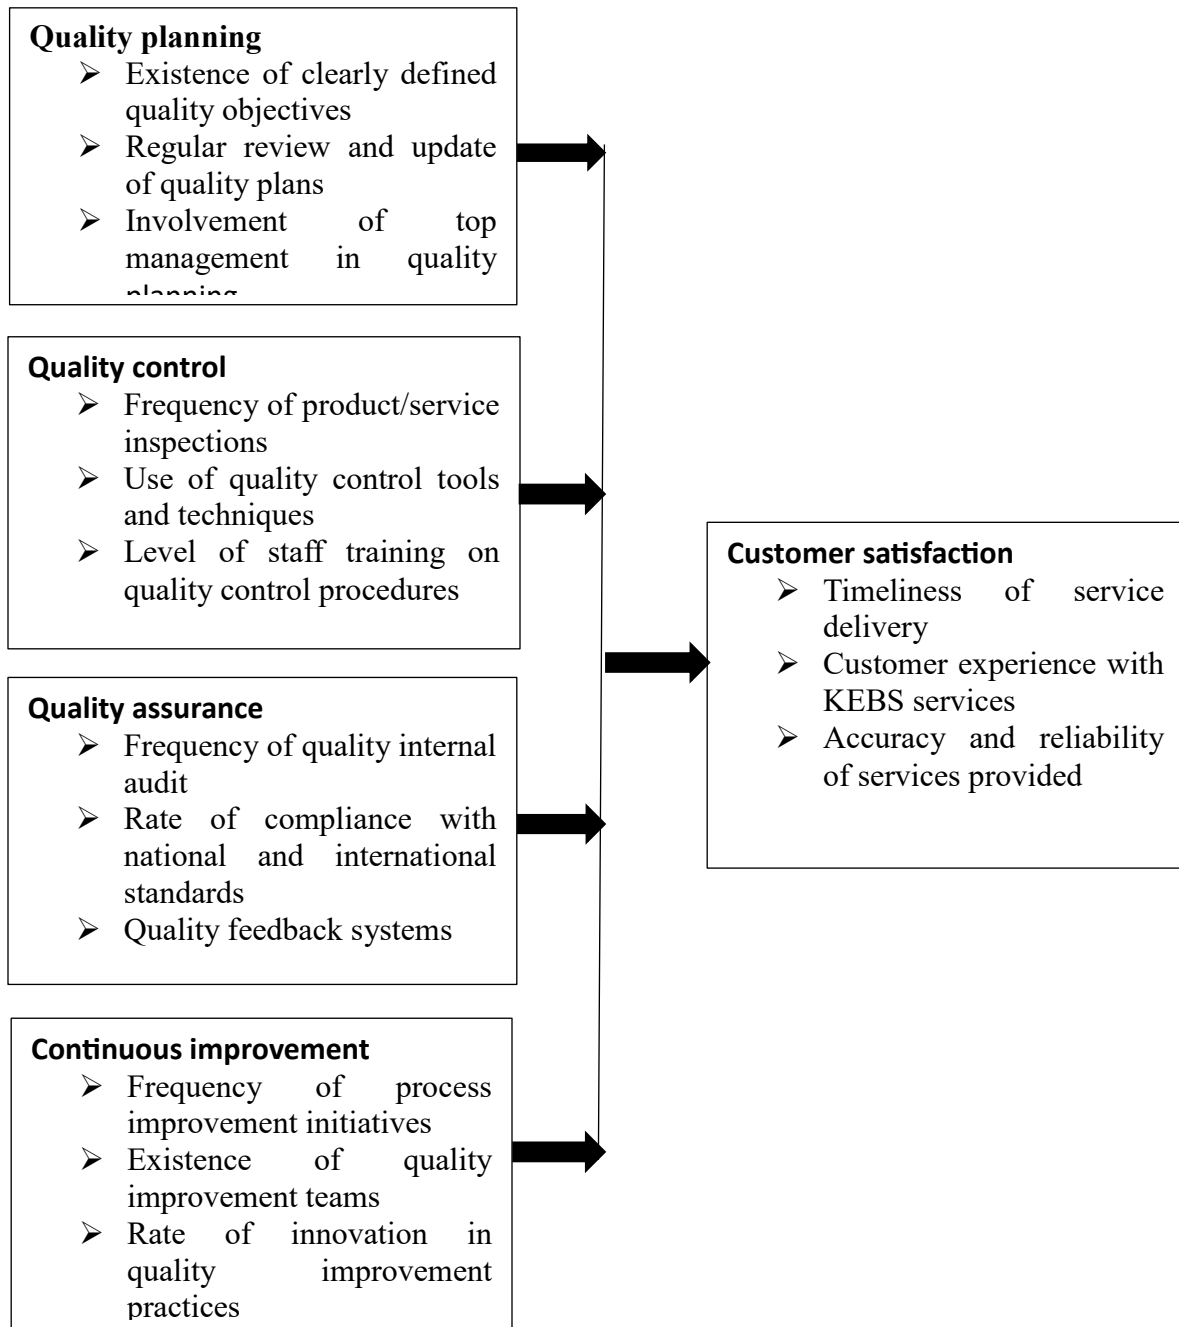 Quality planning
➢ Existence of clearly defined
quality objectives
➢ Regular review and update
of quality plans
➢ Involvement of top
management in quality
planning
Quality control
➢ Frequency of product/service
inspections
➢ Use of quality control tools
and techniques
➢ Level of staff training on
quality control procedures
Quality assurance
➢ Frequency of quality internal
audit
➢ Rate of compliance with
national and international
standards
➢ Quality feedback systems
Continuous improvement
➢ Frequency of process
improvement initiatives
➢ Existence of quality
improvement teams
➢ Rate of innovation in
quality improvement
practices
Customer satisfaction
➢ Timeliness of service
delivery
➢ Customer experience with
KEBS services
➢ Accuracy and reliability
of services provided